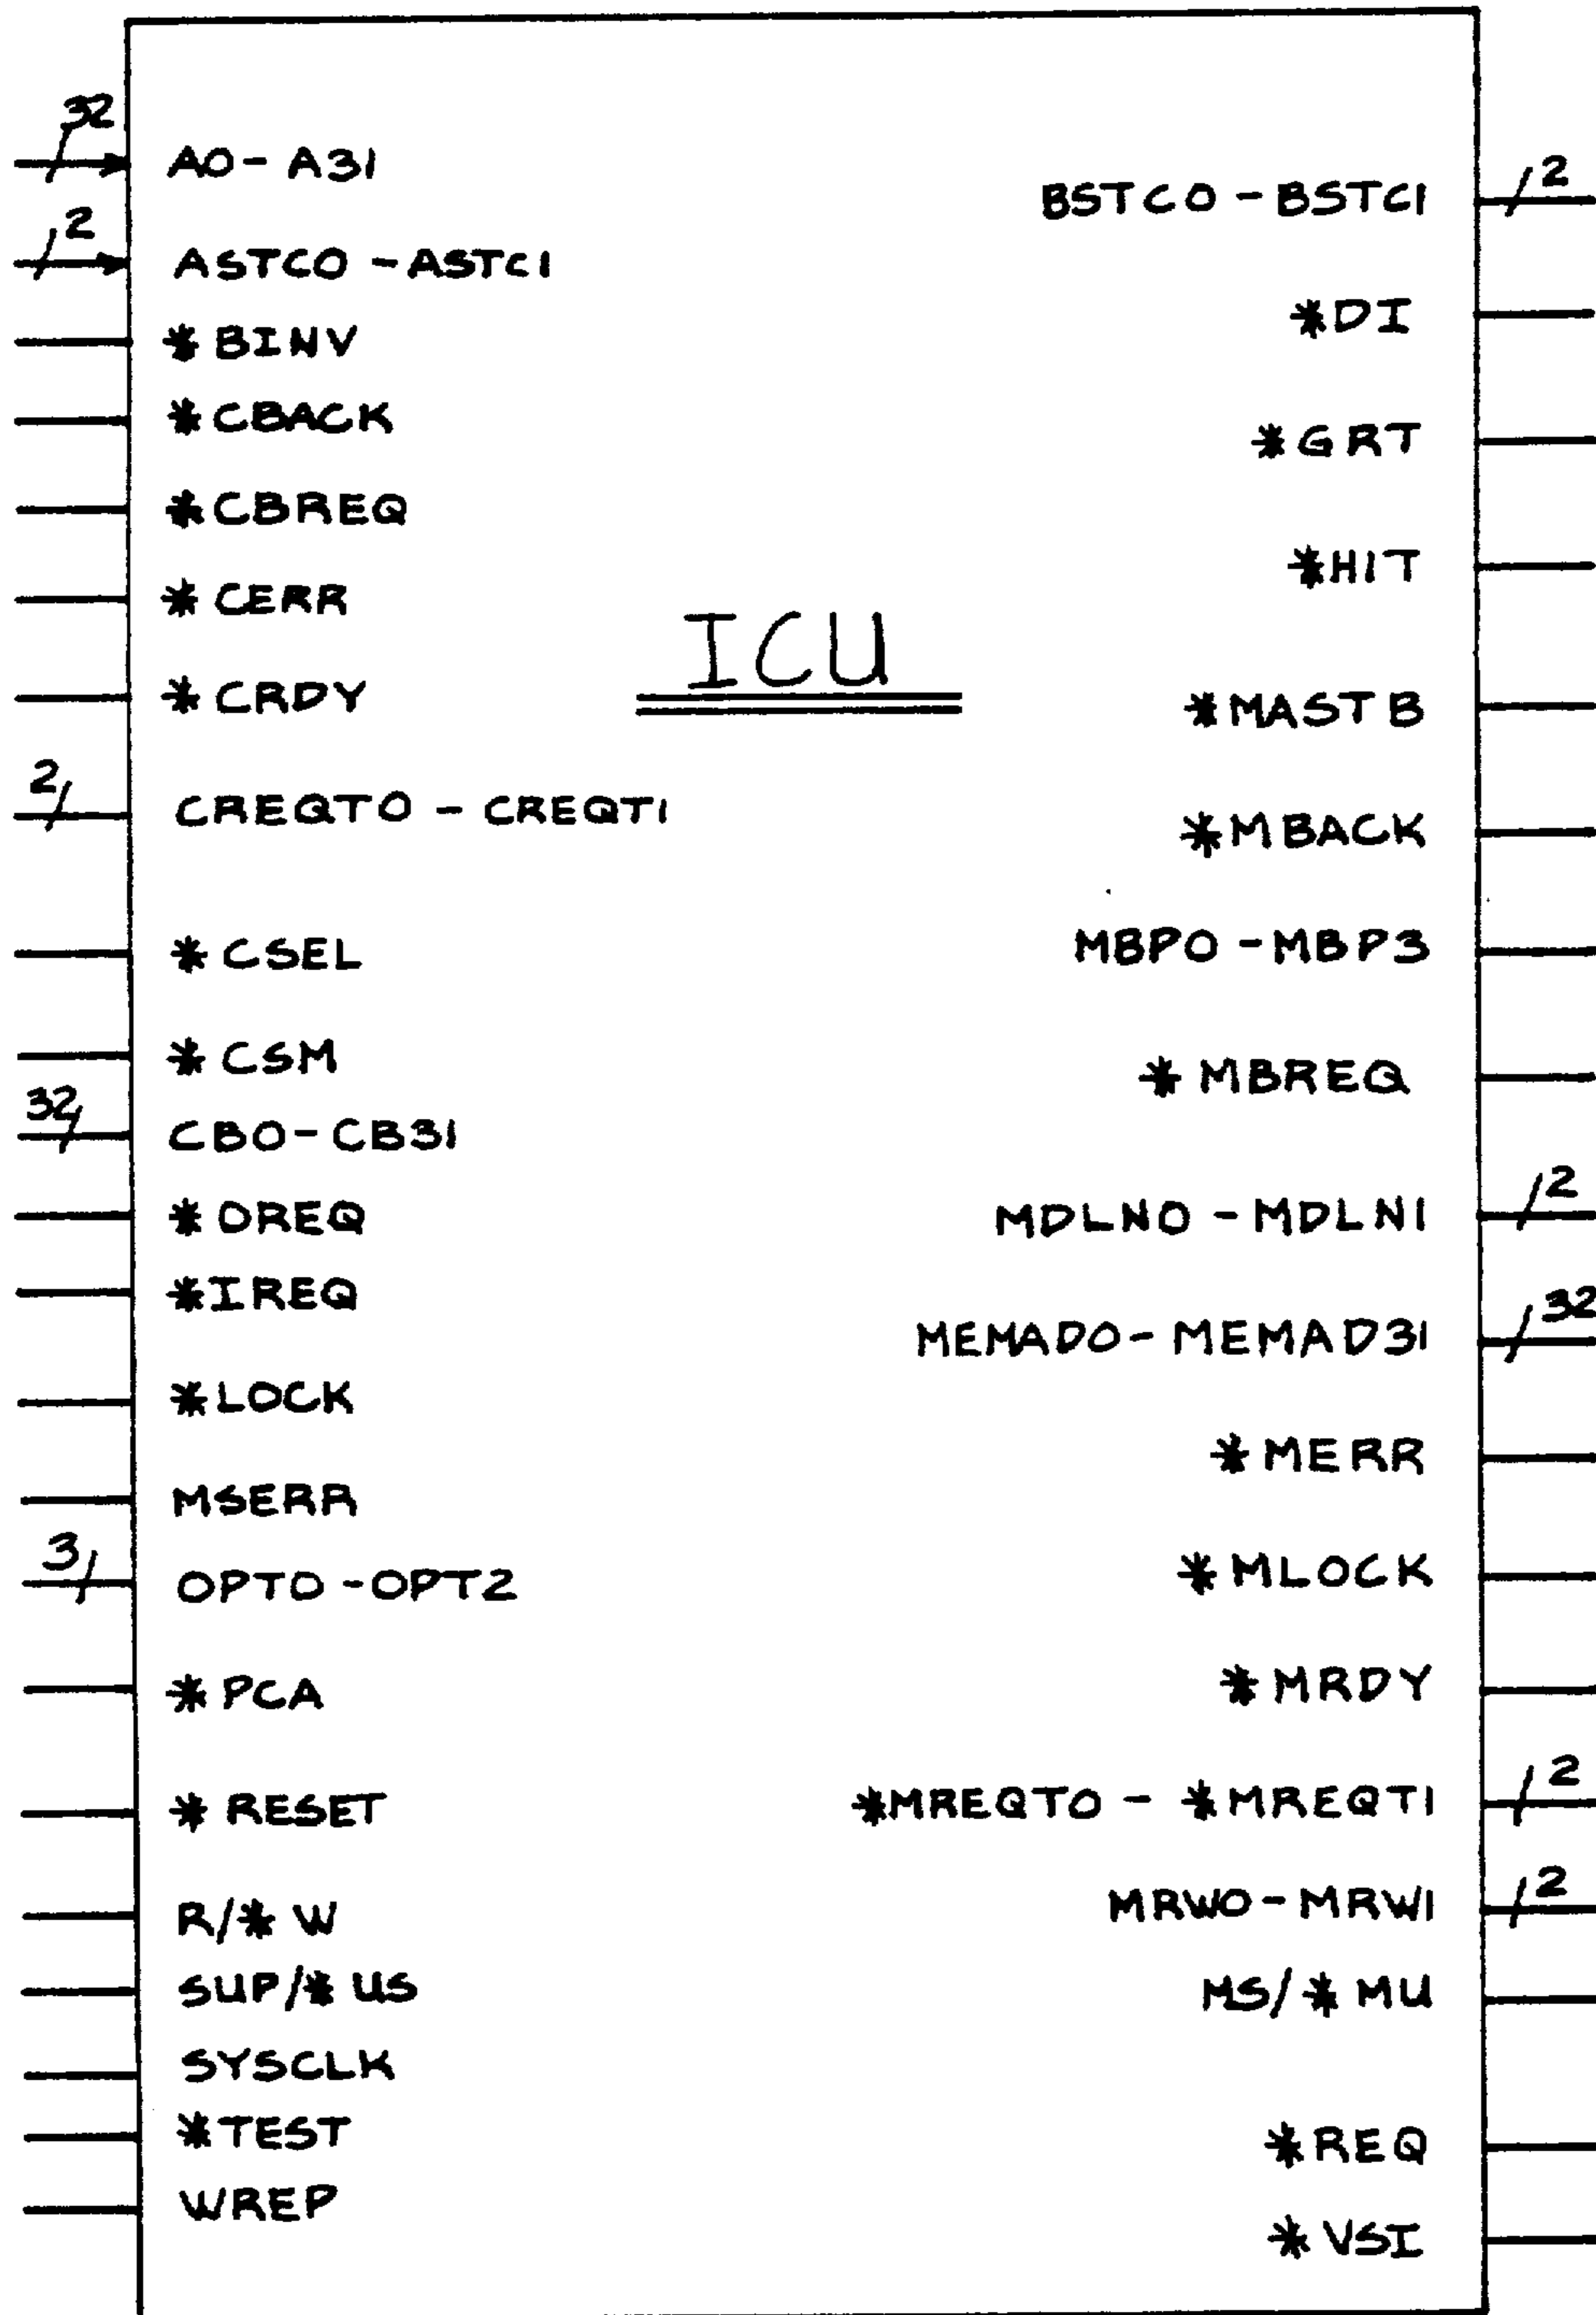 32
A0-A31
2
ASTC0-ASTC1
*BINV
*CBACK
*CBREQ
*CERR
*CRDY
2
CREQT0-CREQT1
*CSEL
*CSM
32
CB0-CB31
*DREQ
*IREQ
*LOCK
MSERR
3
OPT0-OPT2
*PCA
*RESET
R/*W
SUP/*US
SYSCLK
*TEST
WREP
ICU
BSTC0-BSTC1
2
*DI
*GRT
*HIT
*MASTB
*MBACK
MBP0-MBP3
*MBREQ
MDLN0-MDLN1
2
MEMAD0-MEMAD31
32
*MERR
*MLOCK
*MRDY
*MREQT0-*MREQT1
2
MRW0-MRW1
2
MS/*MU
*REQ
*VSI